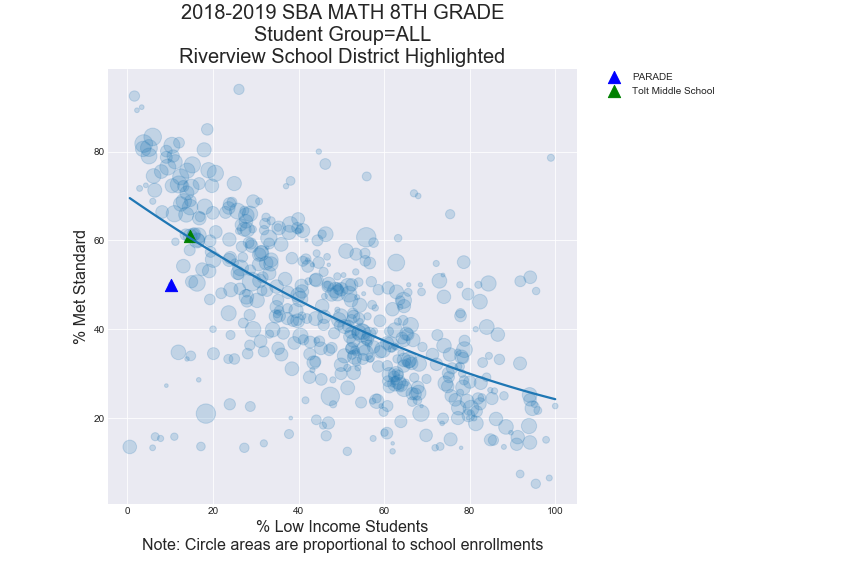 2018-2019 SBA MATH 8TH GRADE
Student Group=ALL
Riverview School District Highlighted
PARADE
Tolt Middle School
80
60
40
20
% Met Standard
0 20 40 60 80 100
% Low Income Students
Note: Circle areas are proportional to school enrollments